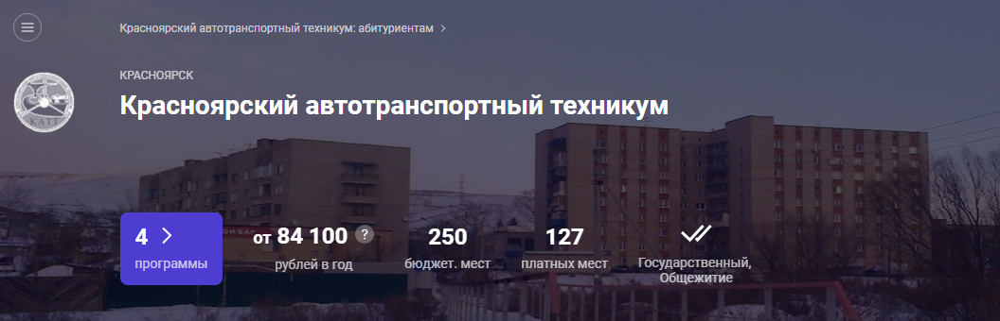 Красноярский автотранспортный техникум: абитуриентам
КРАСНОЯРСК
Красноярский автотранспортный техникум
КАТТ
4
программы
от 84 100 ?
рублей в год
250
бюджет. мест
127
платных мест
Государственный,
Общежитие